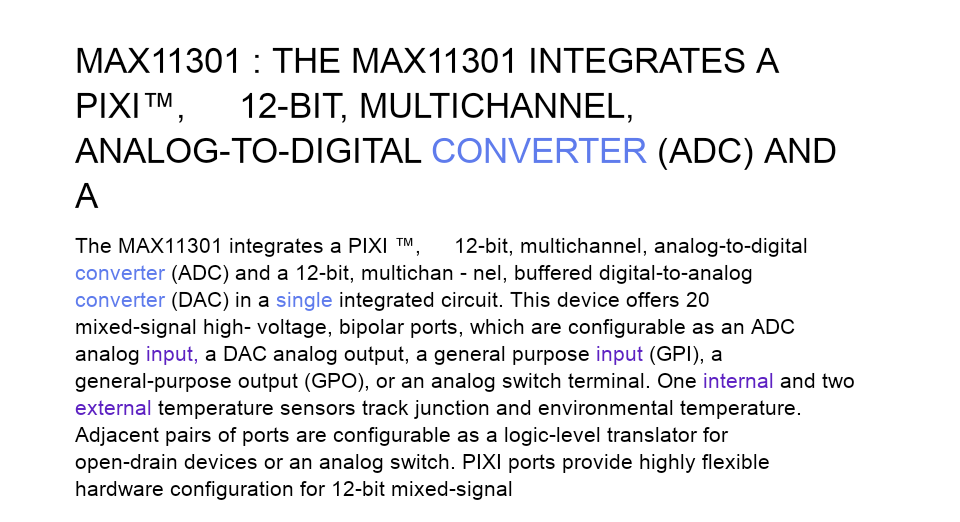 MAX11301 : THE MAX11301 INTEGRATES A
PIXI™, 12-BIT, MULTICHANNEL,
ANALOG-TO-DIGITAL CONVERTER (ADC) AND
A
The MAX11301 integrates a PIXI ™, 12-bit, multichannel, analog-to-digital
converter (ADC) and a 12-bit, multichan - nel, buffered digital-to-analog
converter (DAC) in a single integrated circuit. This device offers 20
mixed-signal high- voltage, bipolar ports, which are configurable as an ADC
analog input, a DAC analog output, a general purpose input (GPI), a
general-purpose output (GPO), or an analog switch terminal. One internal and two
external temperature sensors track junction and environmental temperature.
Adjacent pairs of ports are configurable as a logic-level translator for
open-drain devices or an analog switch. PIXI ports provide highly flexible
hardware configuration for 12-bit mixed-signal